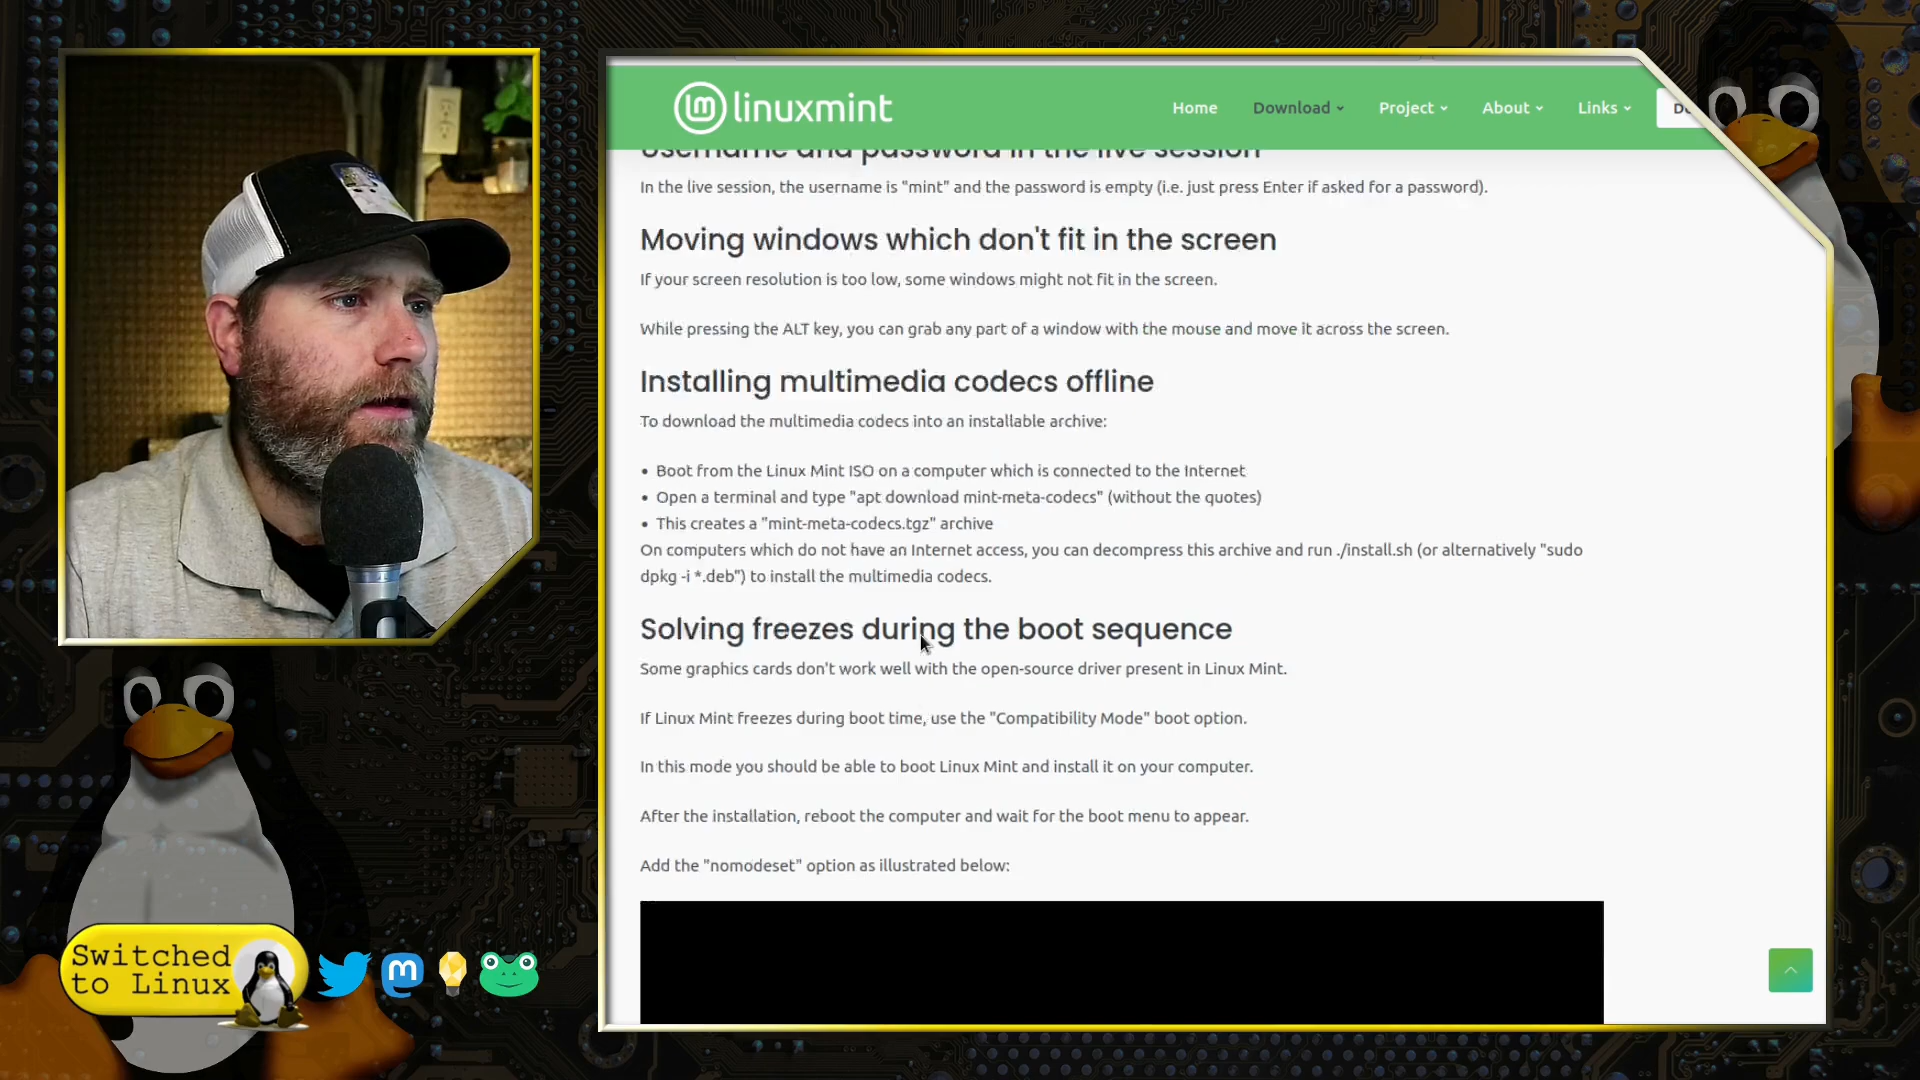 linuxmint
Home
Download
Project
About
Links
Username and password in the live session
In the live session, the username is "mint" and the password is empty (i.e. just press Enter if asked for a password).
Moving windows which don't fit in the screen
If your screen resolution is too low, some windows might not fit in the screen.
While pressing the ALT key, you can grab any part of a window with the mouse and move it across the screen.
Installing multimedia codecs offline
To download the multimedia codecs into an installable archive:
• Boot from the Linux Mint ISO on a computer which is connected to the Internet
• Open a terminal and type "apt download mint-meta-codecs" (without the quotes)
• This creates a "mint-meta-codecs.tgz" archive
On computers which do not have an Internet access, you can decompress this archive and run ./install.sh (or alternatively "sudo
dpkg -i *.deb") to install the multimedia codecs.
Solving freezes during the boot sequence
Some graphics cards don't work well with the open-source driver present in Linux Mint.
If Linux Mint freezes during boot time, use the "Compatibility Mode" boot option.
In this mode you should be able to boot Linux Mint and install it on your computer.
After the installation, reboot the computer and wait for the boot menu to appear.
Add the "nomodeset" option as illustrated below:
Switched
to Linux